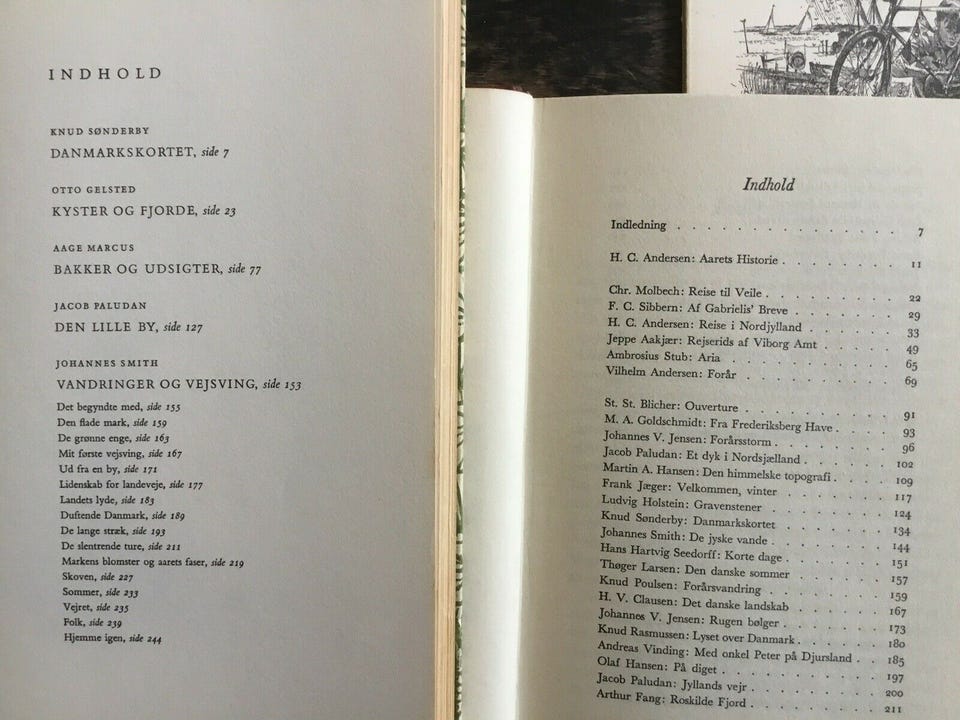 INDHOLD
KNUD SØNDERBY
DANMARKSKORTET, side 7
OTTO GELSTED
KYSTER OG FJORDE, side 23
AAGE MARCUS
BAKKER OG UDSIGTER, side 77
JACOB PALUDAN
DEN LILLE BY, side 127
JOHANNES SMITH
VANDRINGER OG VEJSVING, side 153
Det begyndte med, side 155
Den flade mark, side 159
De grønne enge, side 163
Mit første vejsving, side 167
Ud fra en by, side 171
Lidenskab for landeveje, side 177
Landets lyde, side 183
Duftende Danmark, side 189
De lange stræk, side 193
De slentrende ture, side 211
Markens blomster og aarets faser, side 219
Skoven, side 227
Sommer, side 233
Vejret, side 235
Folk, side 239
Hjemme igen, side 244
Indhold
Indledning . . . . . . . . . . . . . . . 7
H. C. Andersen: Aarets Historie . . . . . . . . 11
Chr. Molbech: Reise til Veile . . . . . . . . . 22
F. C. Sibbern: Af Gabrielis' Breve . . . . . . . . 29
H. C. Andersen: Reise i Nordjylland . . . . . . . 33
Jeppe Aakjær: Rejserids af Viborg Amt . . . . . . 49
Ambrosius Stub: Aria . . . . . . . . . . . 65
Vilhelm Andersen: Forår . . . . . . . . . . 69
St. St. Blicher: Ouverture . . . . . . . . . . 91
M. A. Goldschmidt: Fra Frederiksberg Have . . . . . 93
Johannes V. Jensen: Forårsstorm . . . . . . . . 96
Jacob Paludan: Et dyk i Nordsjælland . . . . . . . 102
Martin A. Hansen: Den himmelske topografi . . . . . 109
Frank Jæger: Velkommen, vinter . . . . . . . . 117
Ludvig Holstein: Gravenstener . . . . . . . . . 124
Knud Sønderby: Danmarkskortet . . . . . . . . 134
Johannes Smith: De jyske vande . . . . . . . . 144
Hans Hartvig Seedorff: Korte dage . . . . . . . . 151
Thøger Larsen: Den danske sommer . . . . . . . 157
Knud Poulsen: Forårsvandring . . . . . . . . . 159
H. V. Clausen: Det danske landskab . . . . . . . 167
Johannes V. Jensen: Rugen bølger . . . . . . . . 173
Knud Rasmussen: Lyset over Danmark . . . . . . . 180
Andreas Vinding: Med onkel Peter på Djursland . . . . 185
Olaf Hansen: På diget . . . . . . . . . . . 197
Jacob Paludan: Jyllands vejr . . . . . . . . . 200
Arthur Fang: Roskilde Fjord . . . . . . . . . 211